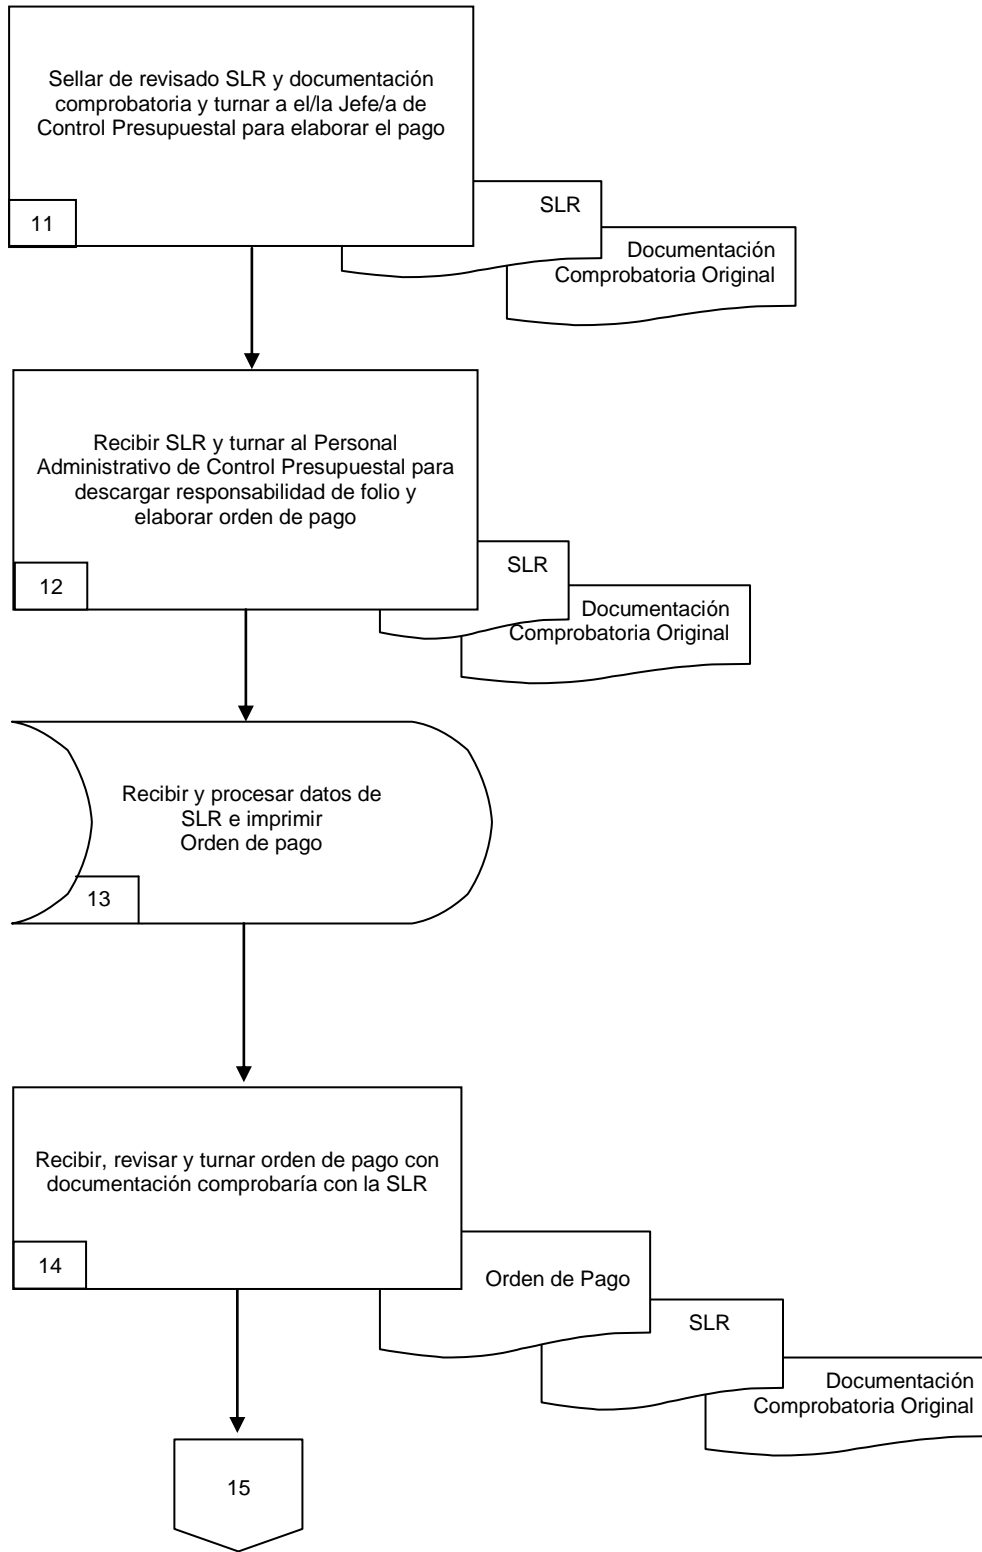 Sellar de revisado SLR y documentación
comprobatoria y turnar a el/la Jefe/a de
Control Presupuestal para elaborar el pago
11
SLR
Documentación
Comprobatoria Original
Recibir SLR y turnar al Personal
Administrativo de Control Presupuestal para
descargar responsabilidad de folio y
elaborar orden de pago
12
SLR
Documentación
Comprobatoria Original
Recibir y procesar datos de
SLR e imprimir
Orden de pago
13
Recibir, revisar y turnar orden de pago con
documentación comprobaría con la SLR
14
Orden de Pago
SLR
Documentación
Comprobatoria Original
15